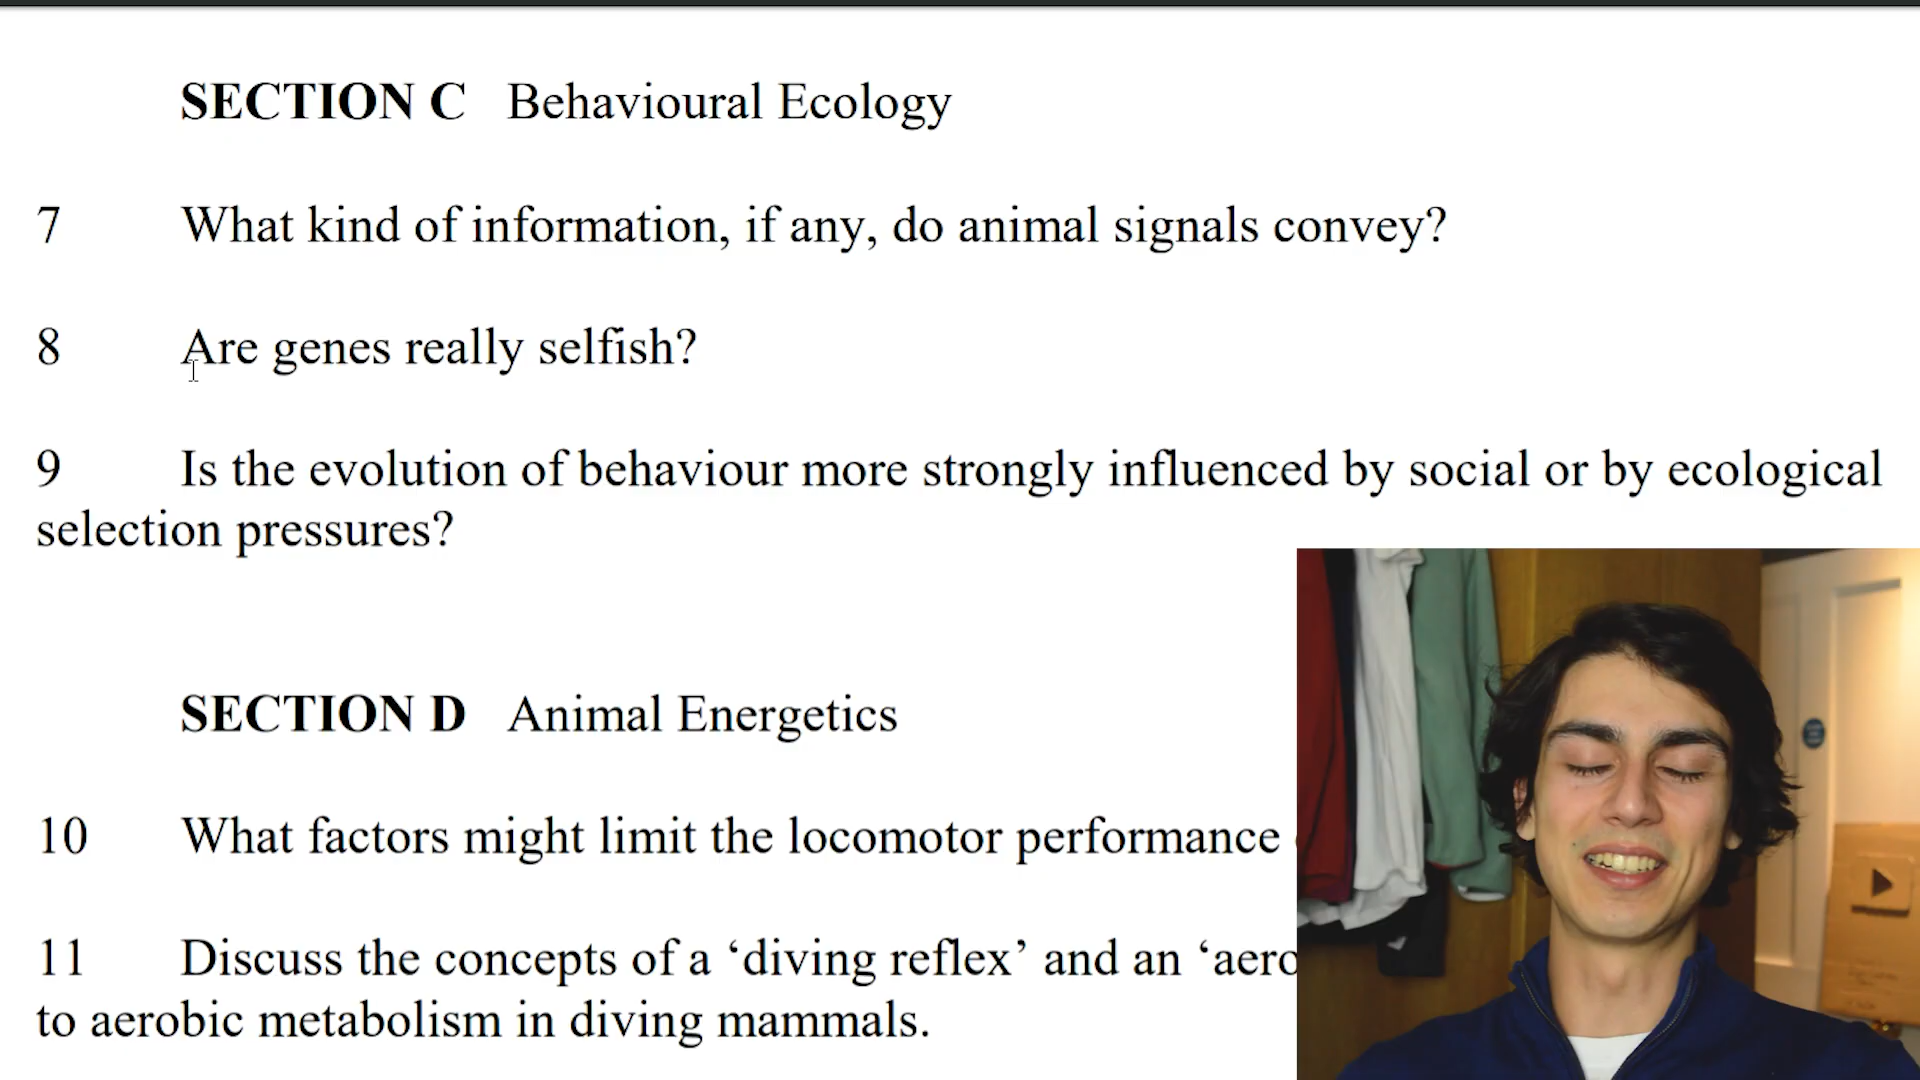 SECTION C Behavioural Ecology
7 What kind of information, if any, do animal signals convey?
8 Are genes really selfish?
9 Is the evolution of behaviour more strongly influenced by social or by ecological
selection pressures?
SECTION D Animal Energetics
10 What factors might limit the locomotor performance
11 Discuss the concepts of a ‘diving reflex’ and an ‘aero
to aerobic metabolism in diving mammals.